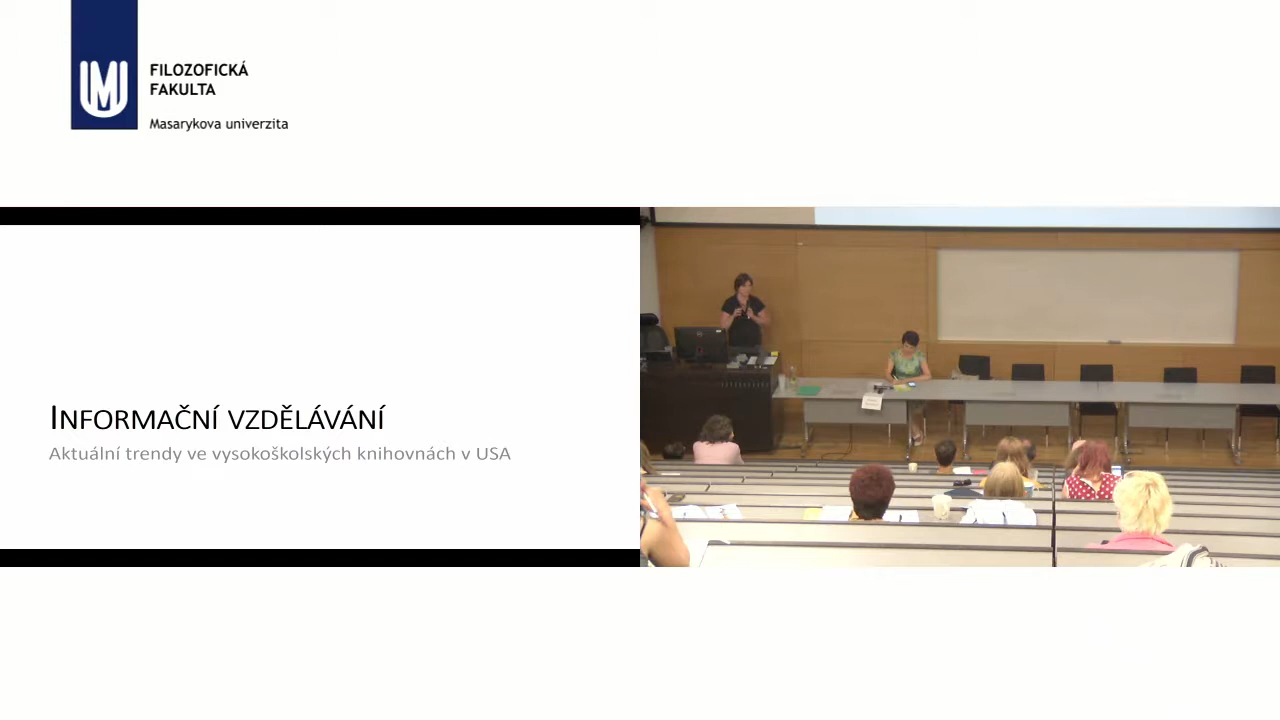 FILOZOFICKÁ
FAKULTA
Masarykova univerzita
INFORMAČNÍ VZDĚLÁVÁNÍ
Aktuální trendy ve vysokoškolských knihovnách v USA